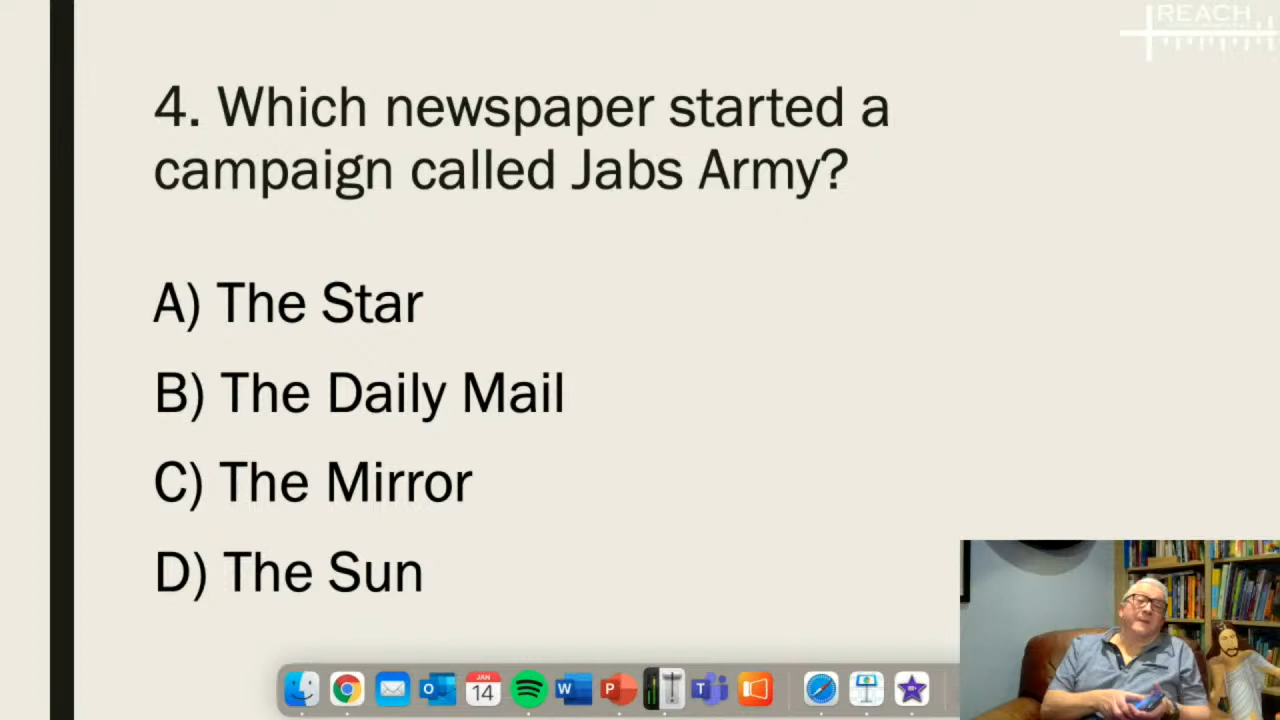 REACH
4. Which newspaper started a
campaign called Jabs Army?
A) The Star
B) The Daily Mail
C) The Mirror
D) The Sun
JAN
14